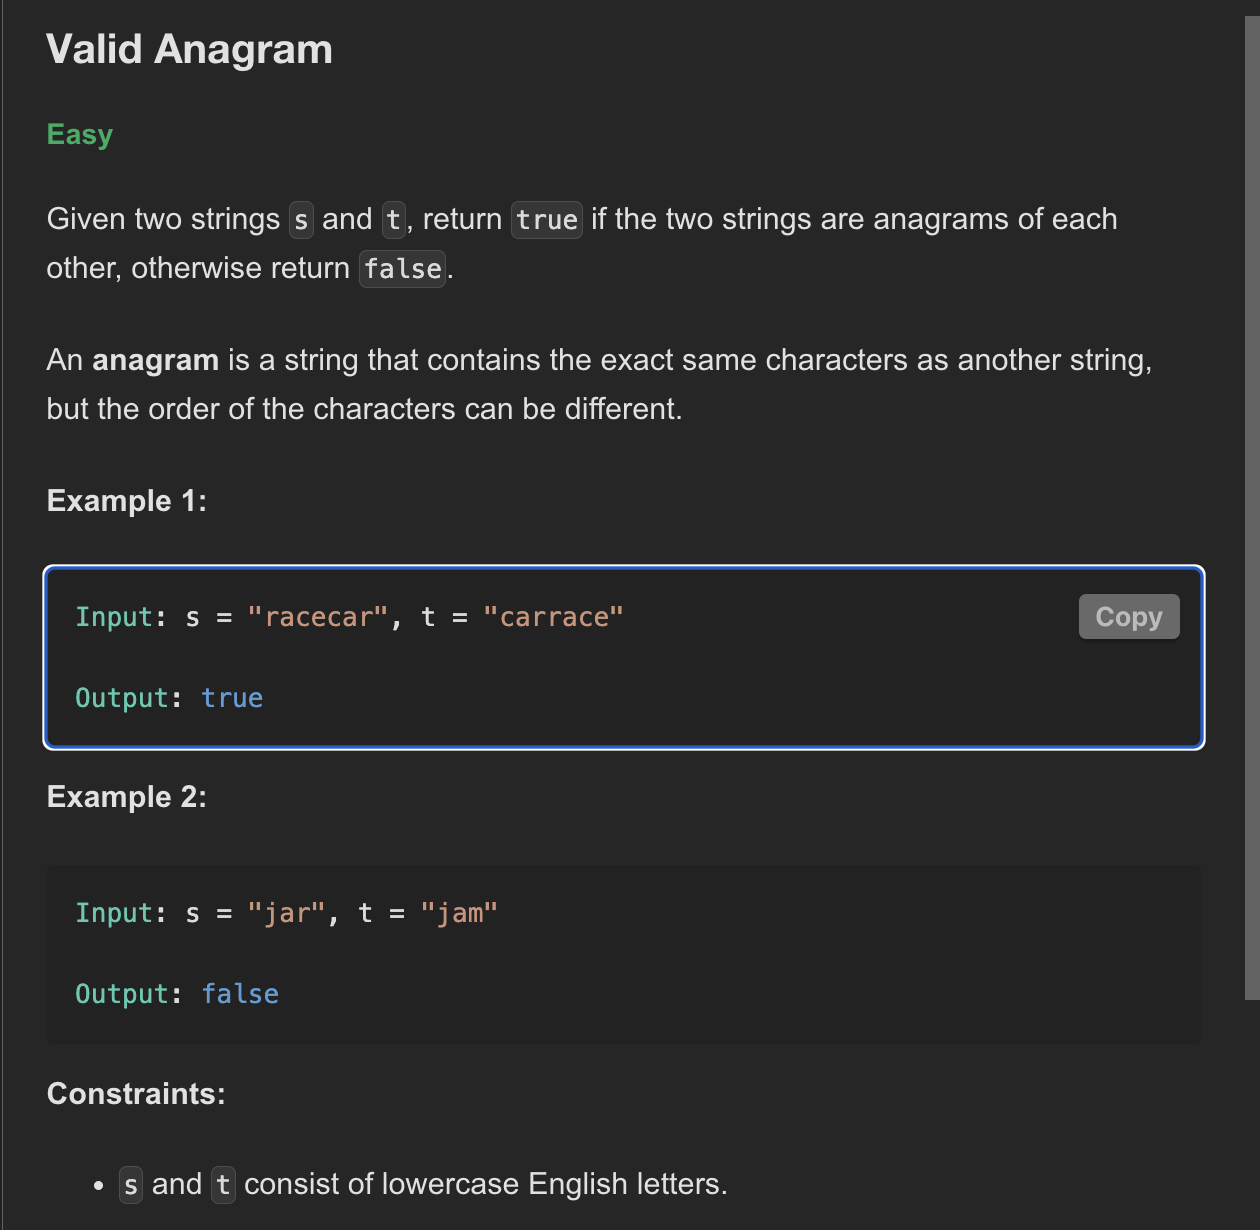 Valid Anagram
Easy
Given two strings s and t, return true if the two strings are anagrams of each
other, otherwise return false.
An anagram is a string that contains the exact same characters as another string,
but the order of the characters can be different.
Example 1:
Input: s = "racecar", t = "carrace"
Copy
Output: true
Example 2:
Input: s = "jar", t = "jam"
Output: false
Constraints:
• s and t consist of lowercase English letters.